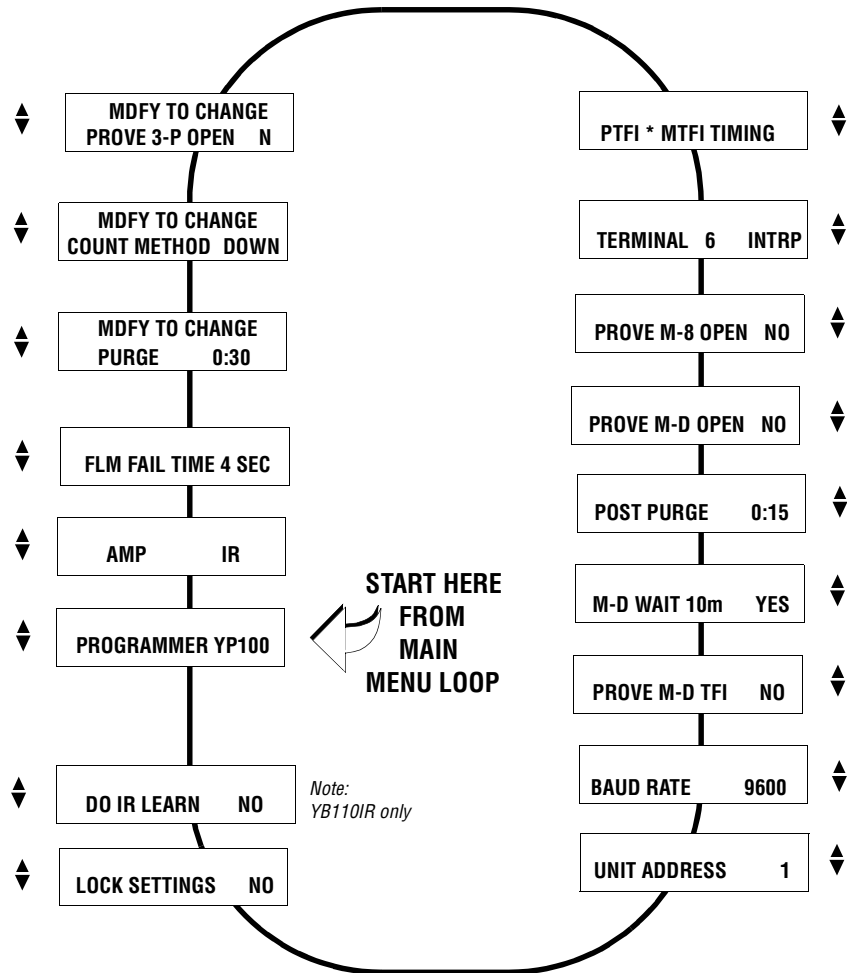 MDFY TO CHANGE
PROVE 3-P OPEN N
MDFY TO CHANGE
COUNT METHOD DOWN
MDFY TO CHANGE
PURGE 0:30
FLM FAIL TIME 4 SEC
AMP IR
PROGRAMMER YP100
START HERE
FROM
MAIN
MENU LOOP
DO IR LEARN NO
Note:
YB110IR only
LOCK SETTINGS NO
PTFI * MTFI TIMING
TERMINAL 6 INTRP
PROVE M-8 OPEN NO
PROVE M-D OPEN NO
POST PURGE 0:15
M-D WAIT 10m YES
PROVE M-D TFI NO
BAUD RATE 9600
UNIT ADDRESS 1